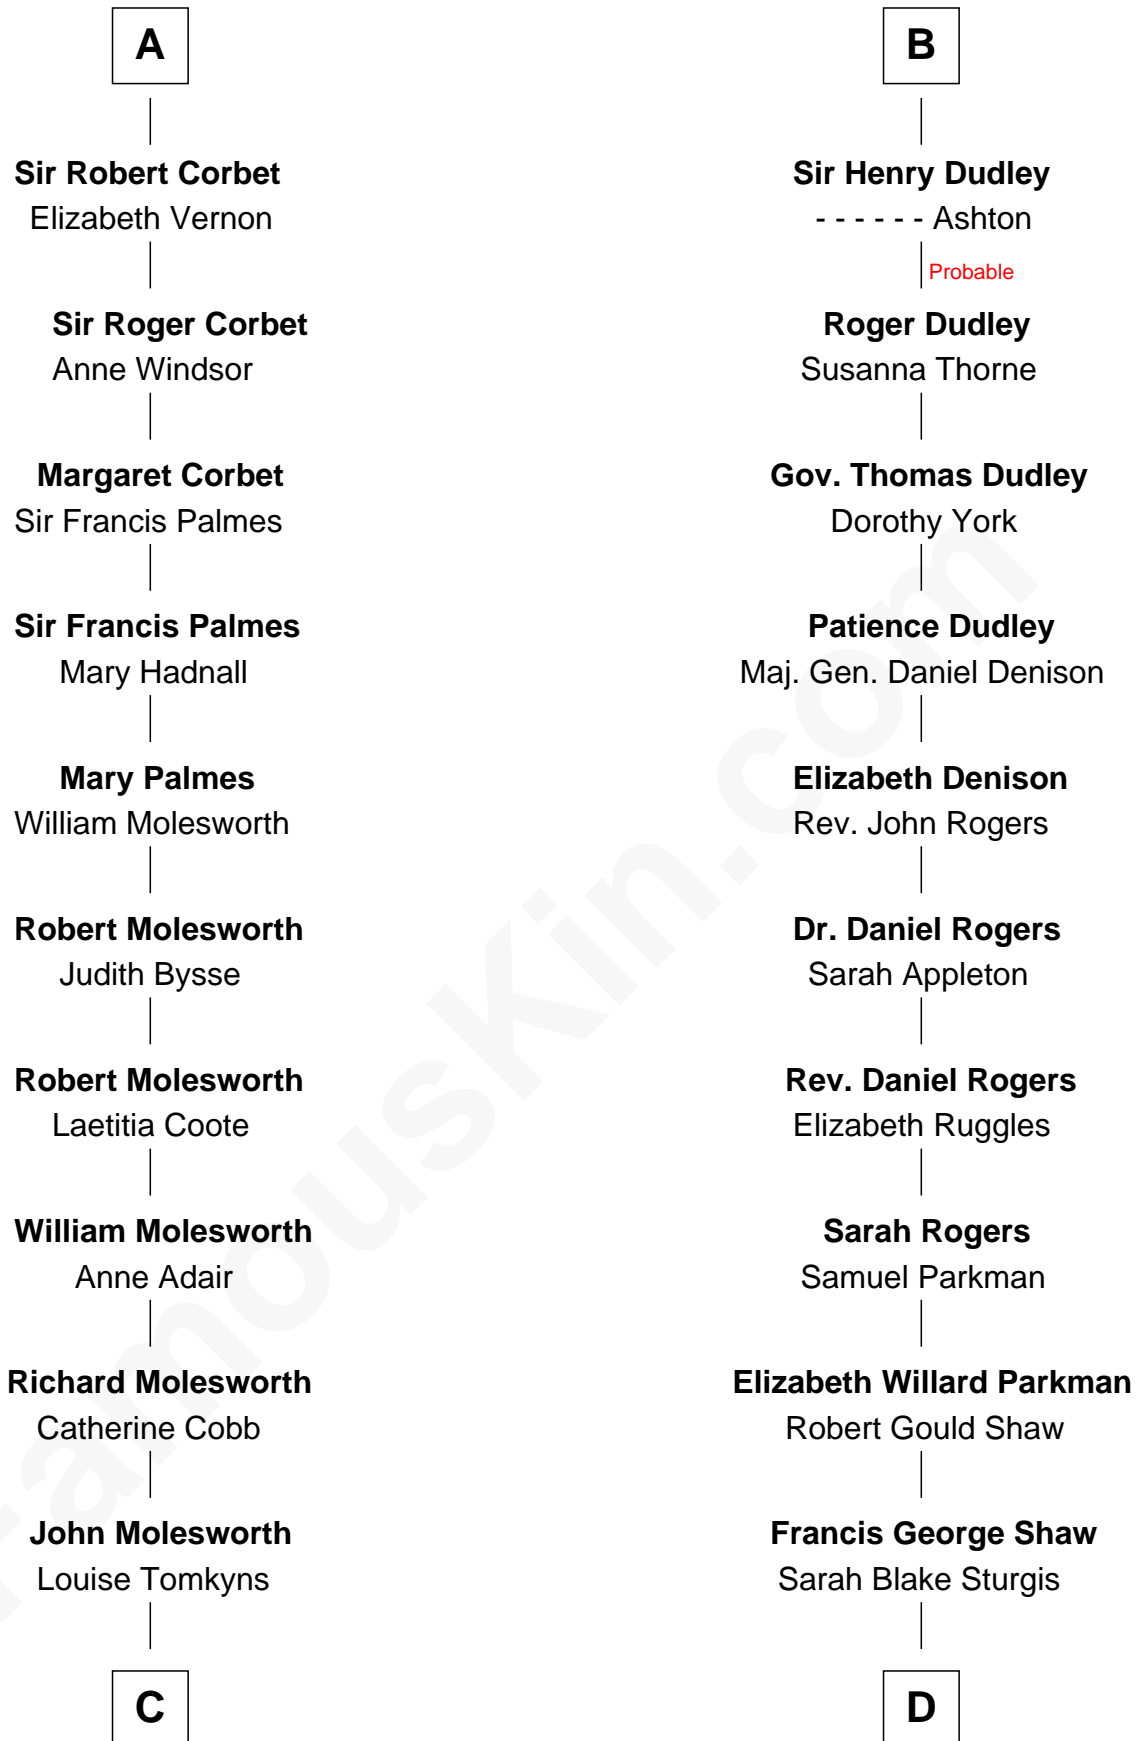 A
Sir Robert Corbet
Elizabeth Vernon
Sir Roger Corbet
Anne Windsor
Margaret Corbet
Sir Francis Palmes
Sir Francis Palmes
Mary Hadnall
Mary Palmes
William Molesworth
Robert Molesworth
Judith Bysse
Robert Molesworth
Laetitia Coote
William Molesworth
Anne Adair
Richard Molesworth
Catherine Cobb
John Molesworth
Louise Tomkyns
C
B
Sir Henry Dudley
- - - - - - Ashton
Probable
Roger Dudley
Susanna Thorne
Gov. Thomas Dudley
Dorothy York
Patience Dudley
Maj. Gen. Daniel Denison
Elizabeth Denison
Rev. John Rogers
Dr. Daniel Rogers
Sarah Appleton
Rev. Daniel Rogers
Elizabeth Ruggles
Sarah Rogers
Samuel Parkman
Elizabeth Willard Parkman
Robert Gould Shaw
Francis George Shaw
Sarah Blake Sturgis
D
FamousKin.com